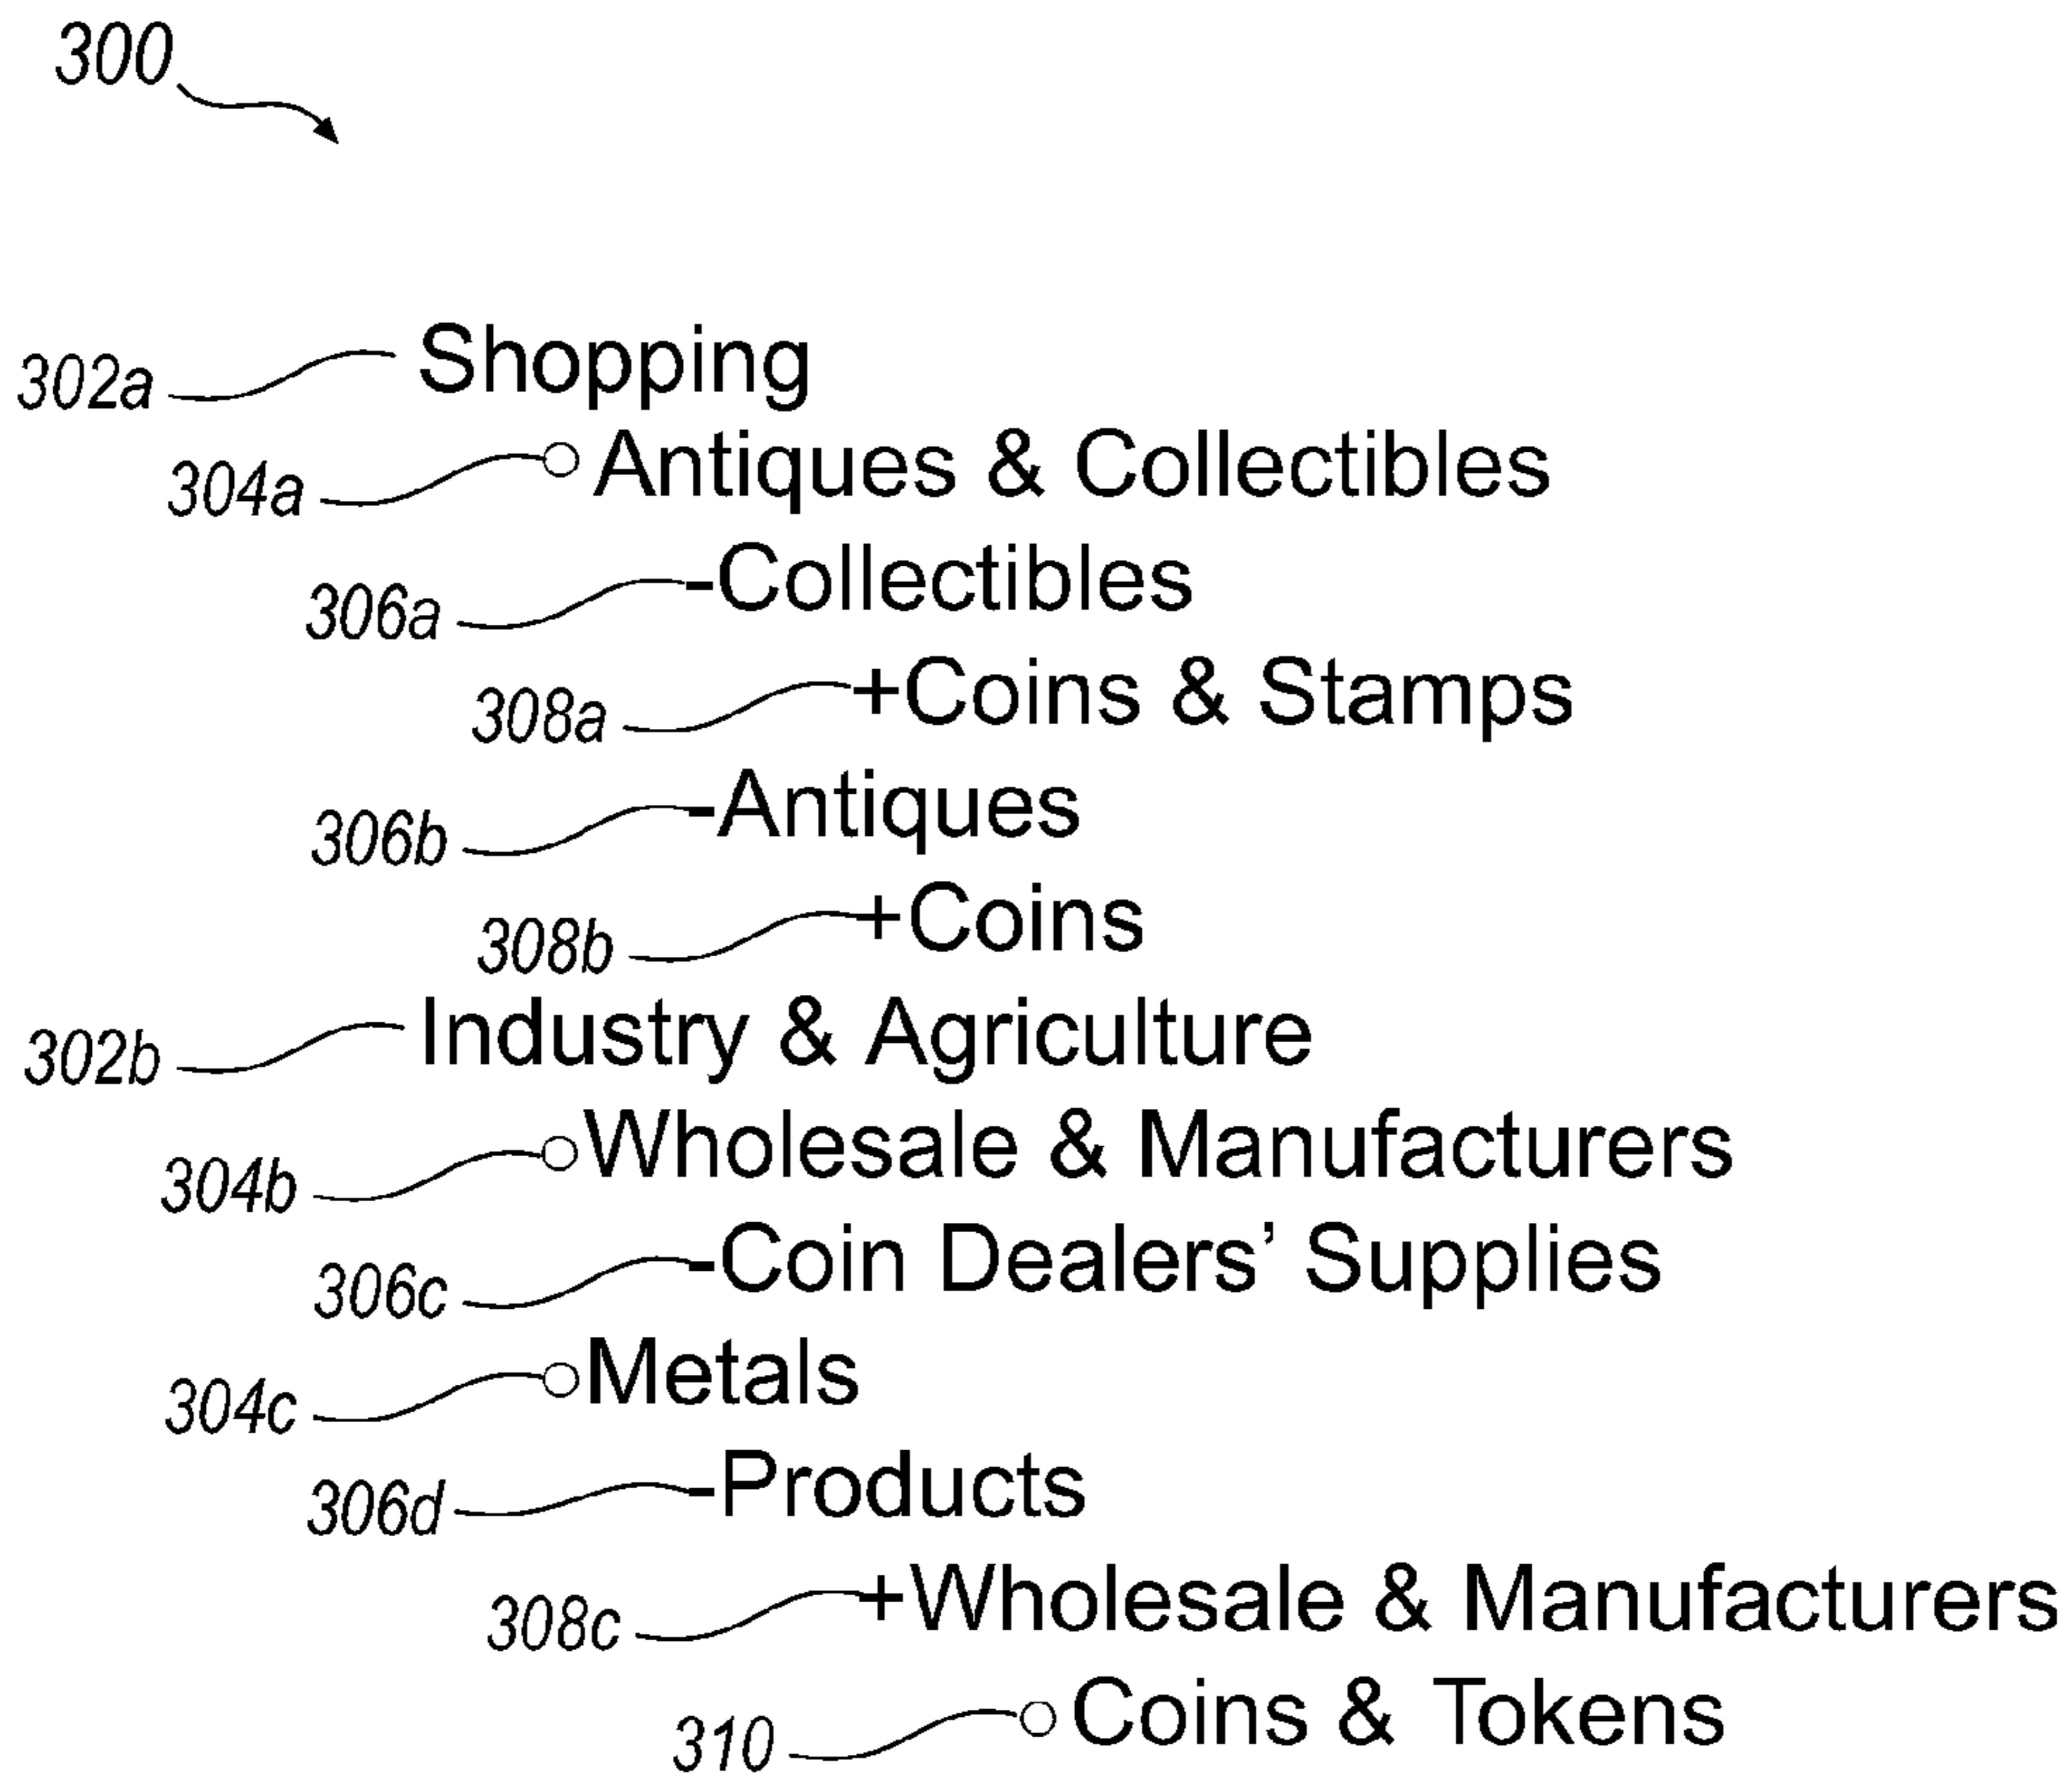 300
302a Shopping
304a ○Antiques & Collectibles
306a -Collectibles
308a +Coins & Stamps
306b -Antiques
308b +Coins
302b Industry & Agriculture
304b ○Wholesale & Manufacturers
306c -Coin Dealers’ Supplies
304c ○Metals
306d -Products
308c +Wholesale & Manufacturers
310 ○Coins & Tokens